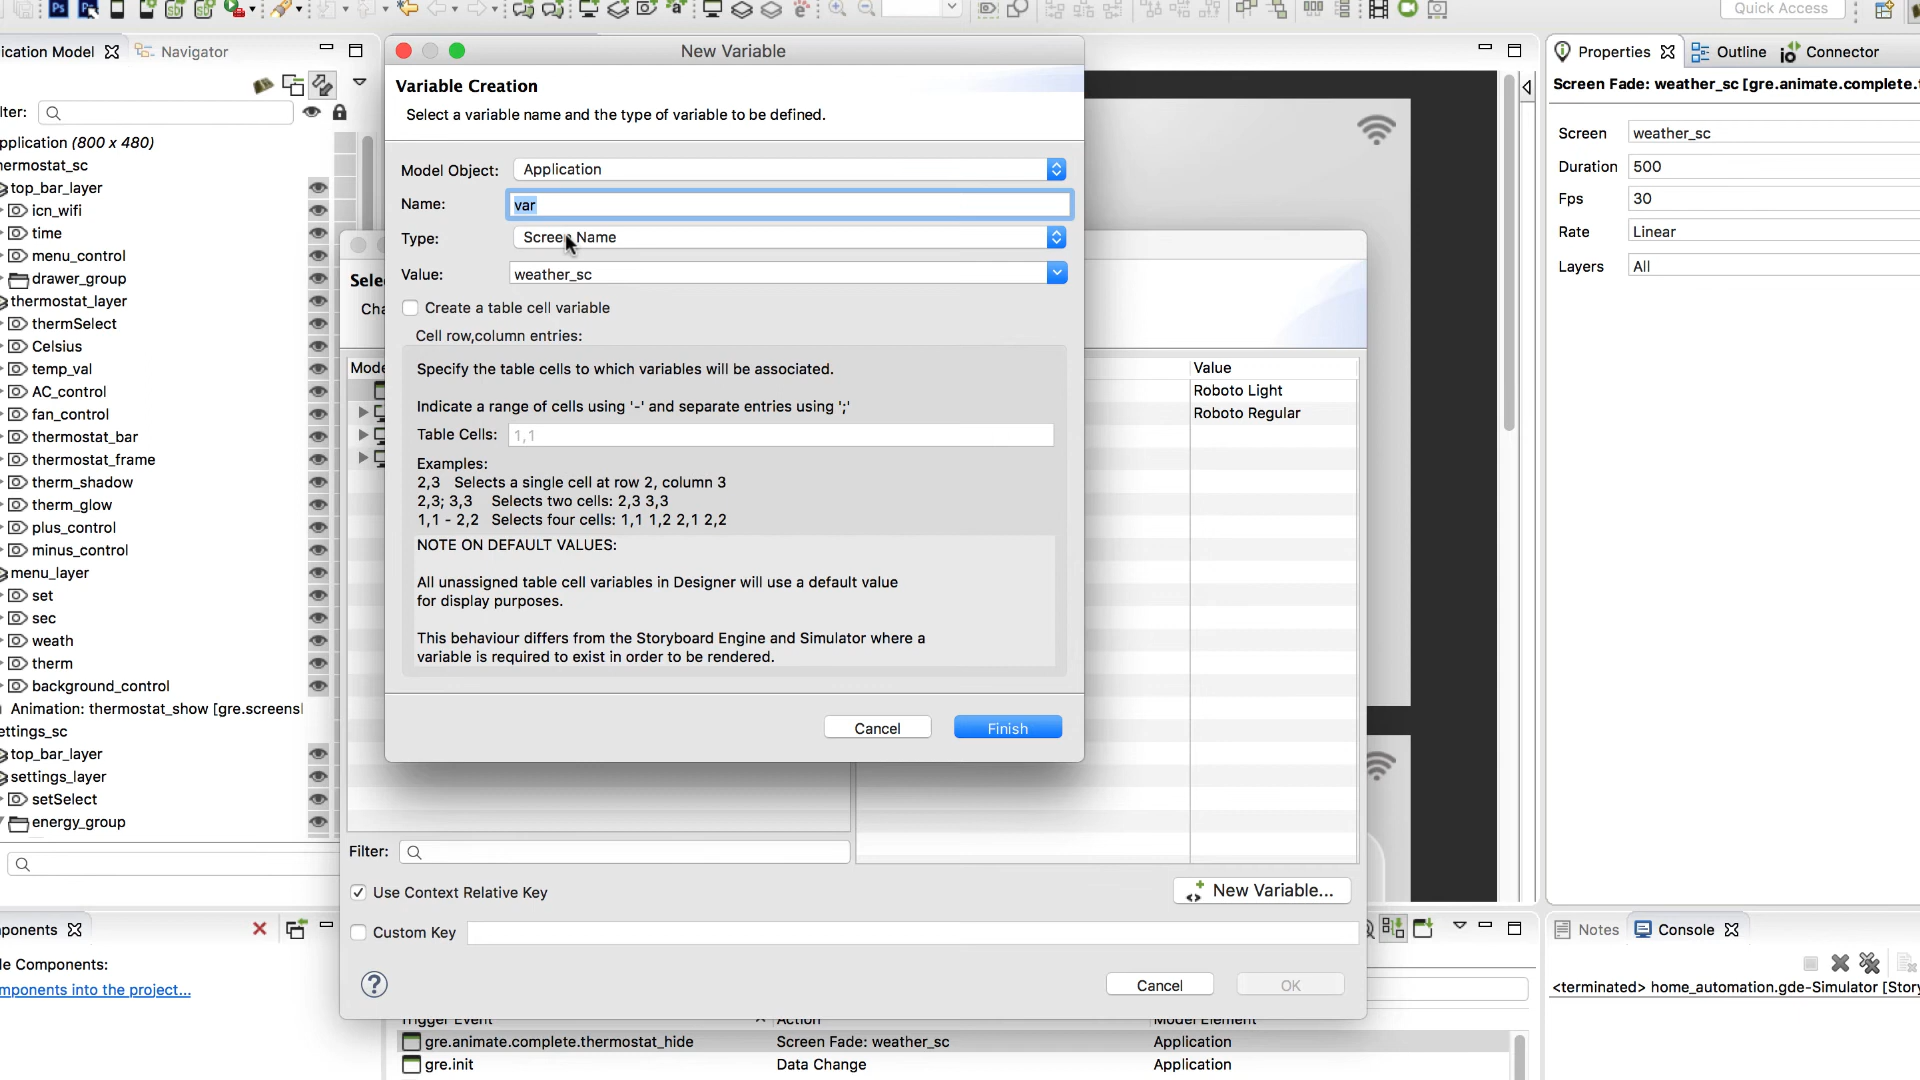 Quick Access
ication Model
Navigator
New Variable
Properties
Outline
Connector
Variable Creation
Select a variable name and the type of variable to be defined.
Screen Fade: weather_sc [gre.animate.complete.
lter:
pplication (800 x 480)
ermostat_sc
top_bar_layer
icn_wifi
time
menu_control
drawer_group
thermostat_layer
thermSelect
Celsius
temp_val
AC_control
fan_control
thermostat_bar
thermostat_frame
therm_shadow
therm_glow
plus_control
minus_control
menu_layer
set
sec
weath
therm
background_control
Animation: thermostat_show [gre.screensl
ettings_sc
top_bar_layer
settings_layer
setSelect
energy_group
Model Object:
Application
Name:
var
Type:
Screen Name
Value:
weather_sc
Create a table cell variable
Cell row,column entries:
Specify the table cells to which variables will be associated.
Indicate a range of cells using '-' and separate entries using ';'
Table Cells:
1,1
Examples:
2,3 Selects a single cell at row 2, column 3
2,3; 3,3 Selects two cells: 2,3 3,3
1,1 - 2,2 Selects four cells: 1,1 1,2 2,1 2,2
NOTE ON DEFAULT VALUES:
All unassigned table cell variables in Designer will use a default value
for display purposes.
This behaviour differs from the Storyboard Engine and Simulator where a
variable is required to exist in order to be rendered.
Cancel
Finish
Sele
Cha
Mode
Value
Roboto Light
Roboto Regular
Filter:
Use Context Relative Key
New Variable...
Custom Key
Cancel
OK
Screen
weather_sc
Duration
500
Fps
30
Rate
Linear
Layers
All
ponents
le Components:
mponents into the project...
Trigger Event
Action
Model Element
gre.animate.complete.thermostat_hide
Screen Fade: weather_sc
Application
gre.init
Data Change
Application
Notes
Console
<terminated> home_automation.gde-Simulator [Story